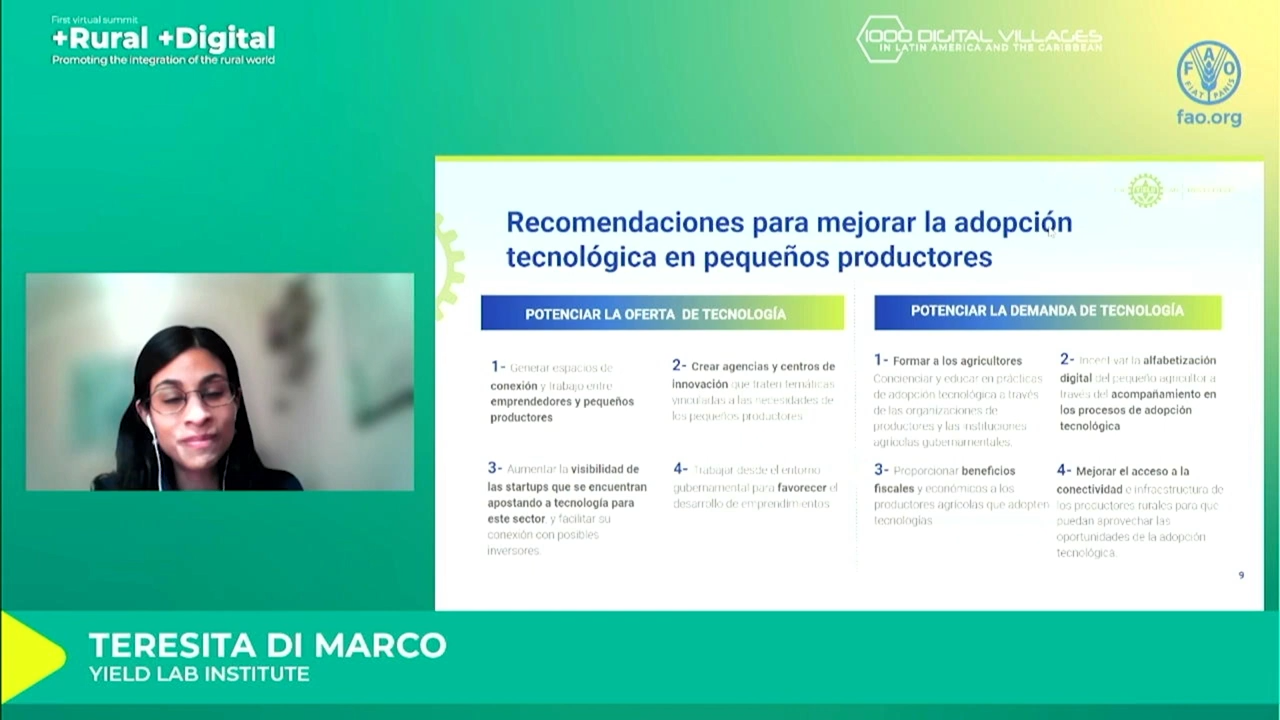 First virtual summit
+Rural +Digital
Promoting the integration of the rural world
1000 DIGITAL VILLAGES
IN LATIN AMERICA AND THE CARIBBEAN
FAO
FIAT PANIS
fao.org
Recomendaciones para mejorar la adopción
tecnológica en pequeños productores
POTENCIAR LA OFERTA DE TECNOLOGÍA
1- Generar espacios de
conexión y trabajo entre
emprendedores y pequeños
productores
2- Crear agencias y centros de
innovación que traten temáticas
vinculadas a las necesidades de
los pequeños productores
3- Aumentar la visibilidad de
las startups que se encuentran
apostando a tecnología para
este sector y facilitar su
conexión con posibles
inversores.
4- Trabajar desde el entorno
gubernamental para favorecer el
desarrollo de emprendimientos
POTENCIAR LA DEMANDA DE TECNOLOGÍA
1- Formar a los agricultores
Concienciar y educar en prácticas
de adopción tecnológica a través
de las organizaciones de
productores y las instituciones
agrícolas gubernamentales.
2- Incentivar la alfabetización
digital del pequeño agricultor a
través del acompañamiento en
los procesos de adopción
tecnológica
3- Proporcionar beneficios
fiscales y económicos a los
productores agrícolas que adopten
tecnologías
4- Mejorar el acceso a la
conectividad e infraestructura de
los productores rurales para que
puedan aprovechar las
oportunidades de la adopción
tecnológica.
9
TERESITA DI MARCO
YIELD LAB INSTITUTE